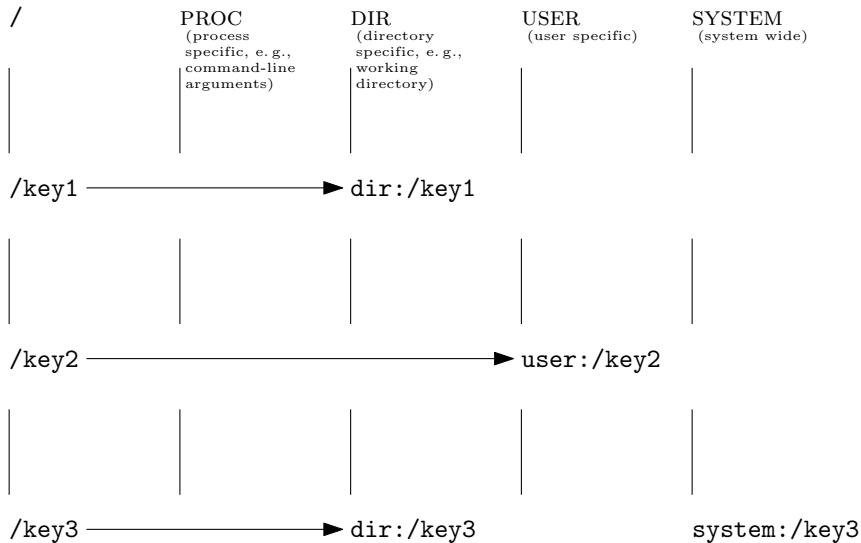 /
PROC
(process
specific, e. g.,
command-line
arguments)
DIR
(directory
specific, e. g.,
working
directory)
USER
(user specific)
SYSTEM
(system wide)
/key1
dir:/key1
/key2
user:/key2
/key3
dir:/key3
system:/key3